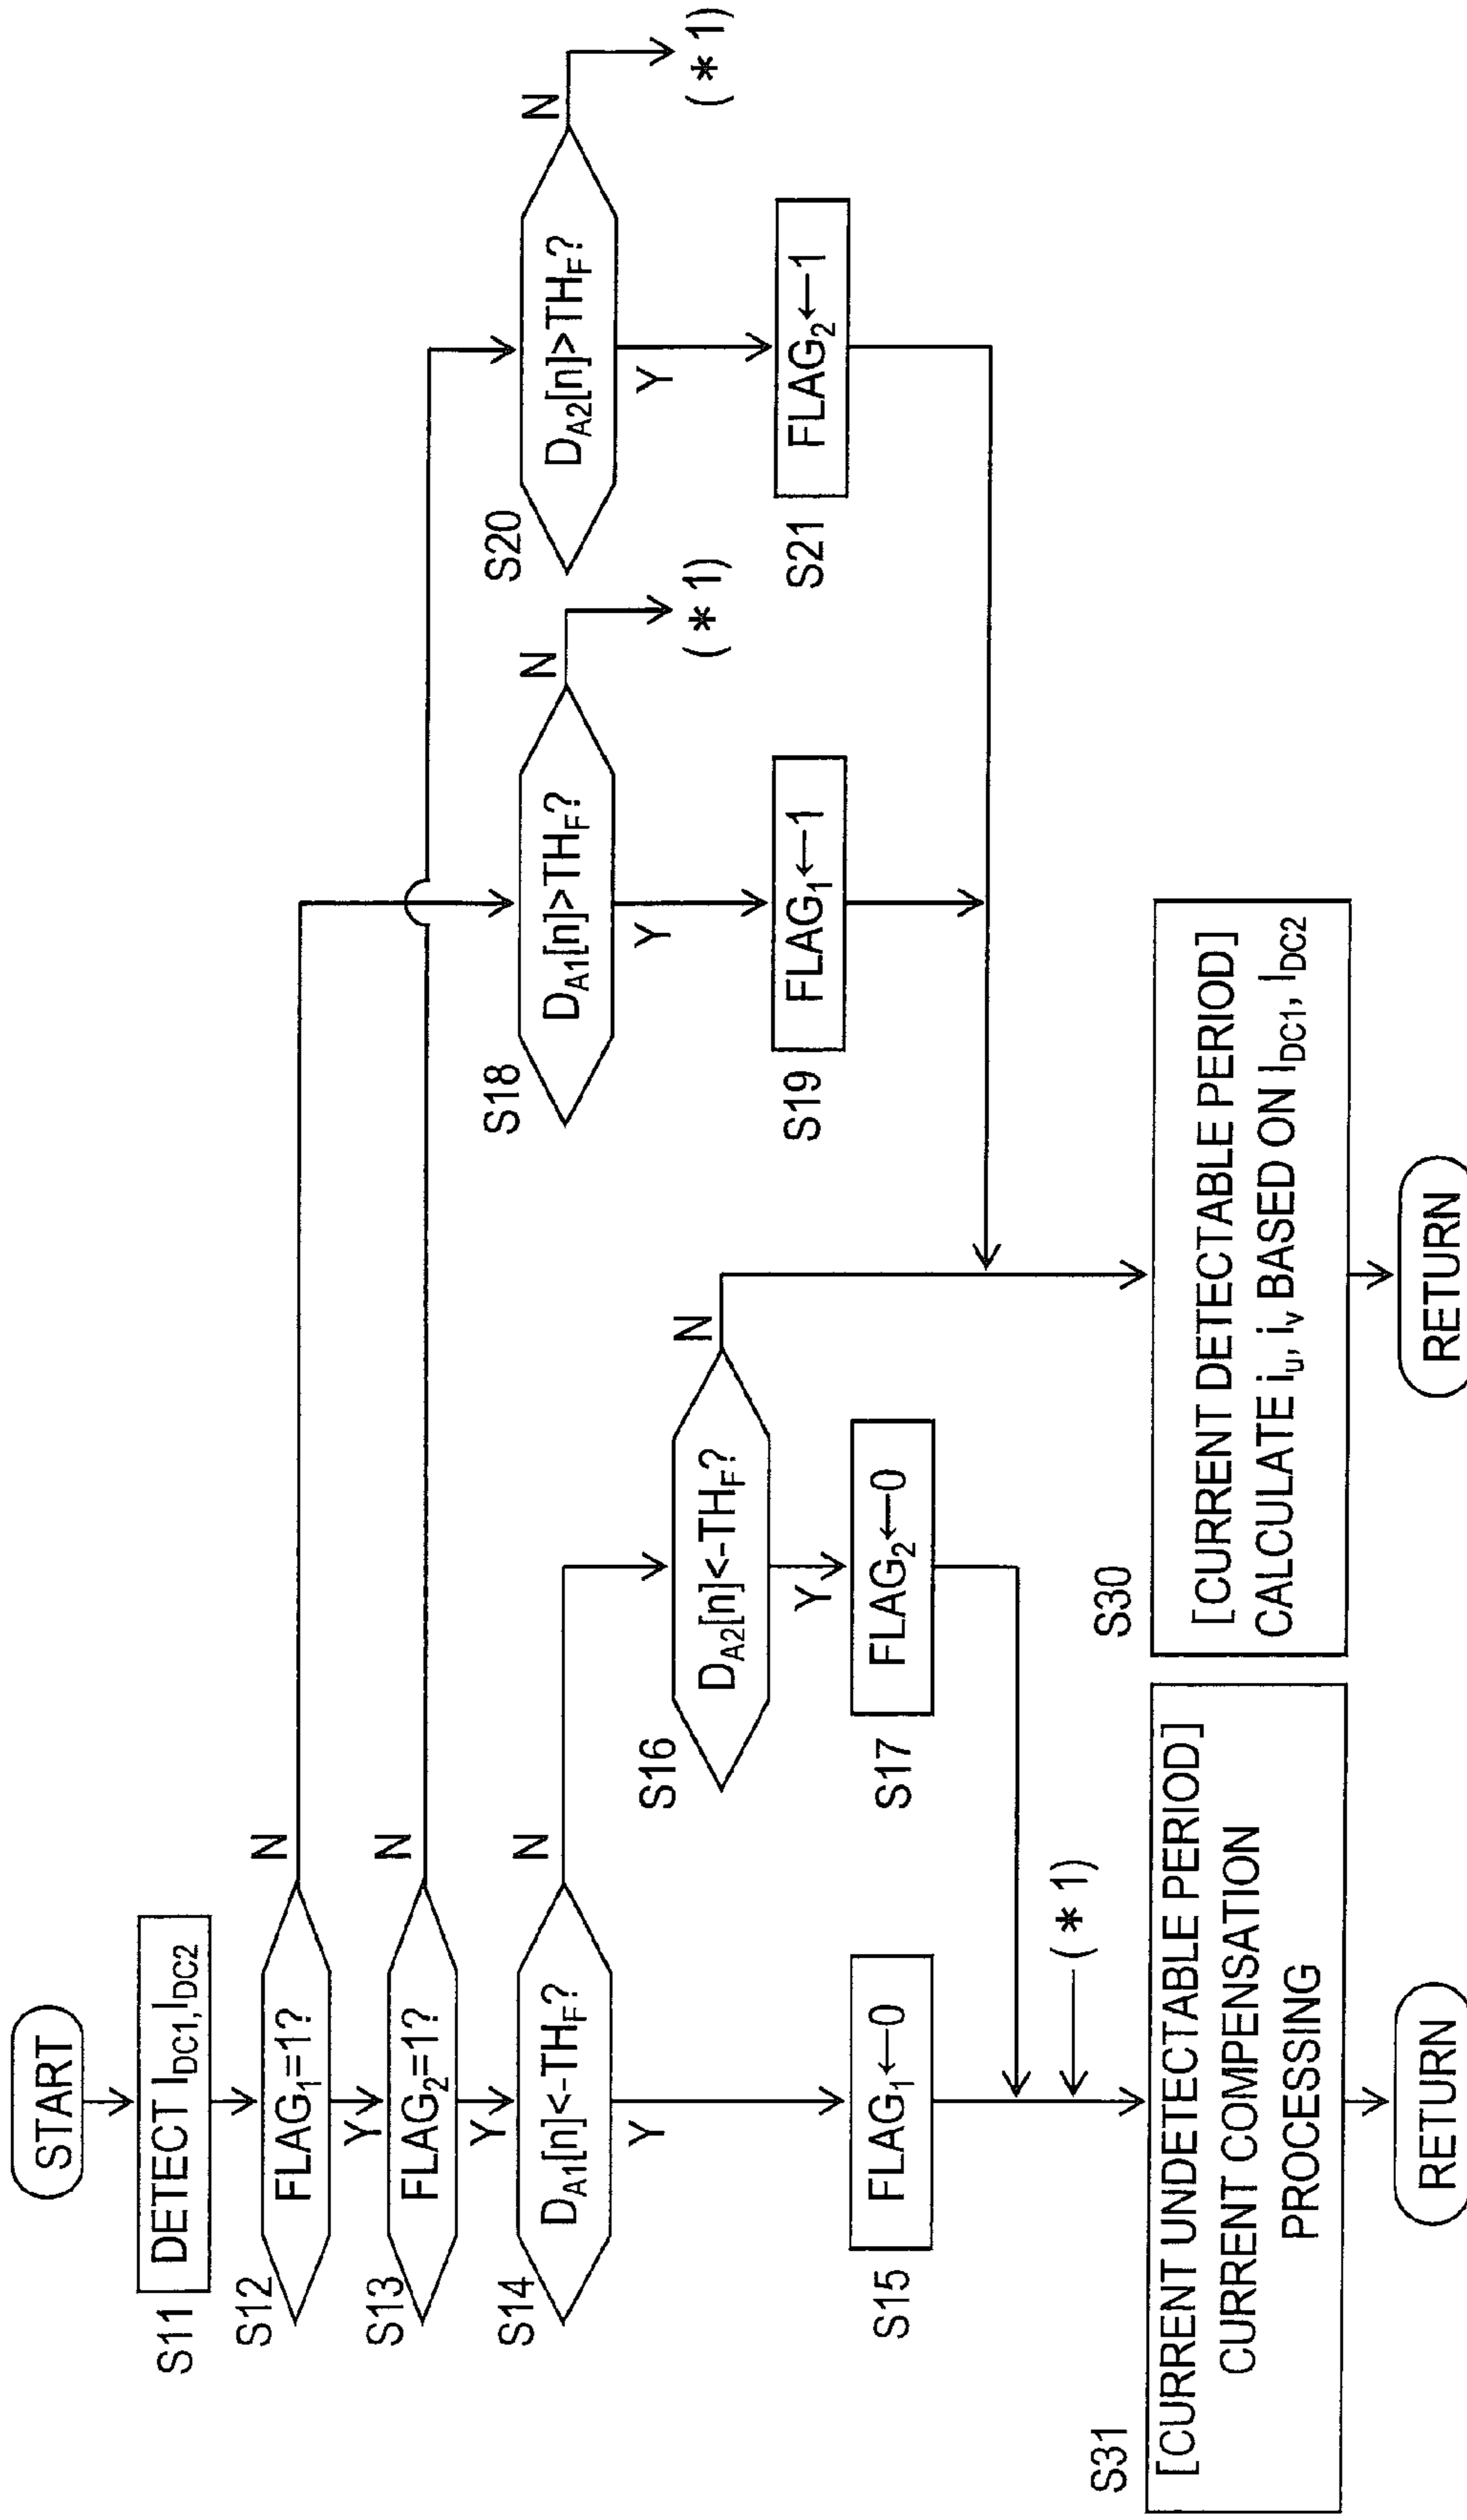 START
S11
DETECT I_DC1, I_DC2
S12
FLAG₁=1?
N
Y
S13
FLAG₂=1?
N
Y
S14
D_A1[n]<-TH_F?
N
Y
S15
FLAG₁←0
S16
D_A2[n]<-TH_F?
N
Y
S17
FLAG₂←0
(*1)
S18
D_A1[n]>TH_F?
N
(*1)
Y
S19
FLAG₁←1
S20
D_A2[n]>TH_F?
N
(*1)
Y
S21
FLAG₂←1
S31
[CURRENT UNDETECTABLE PERIOD]
CURRENT COMPENSATION
PROCESSING
RETURN
S30
[CURRENT DETECTABLE PERIOD]
CALCULATE i_u, i_v BASED ON I_DC1, I_DC2
RETURN